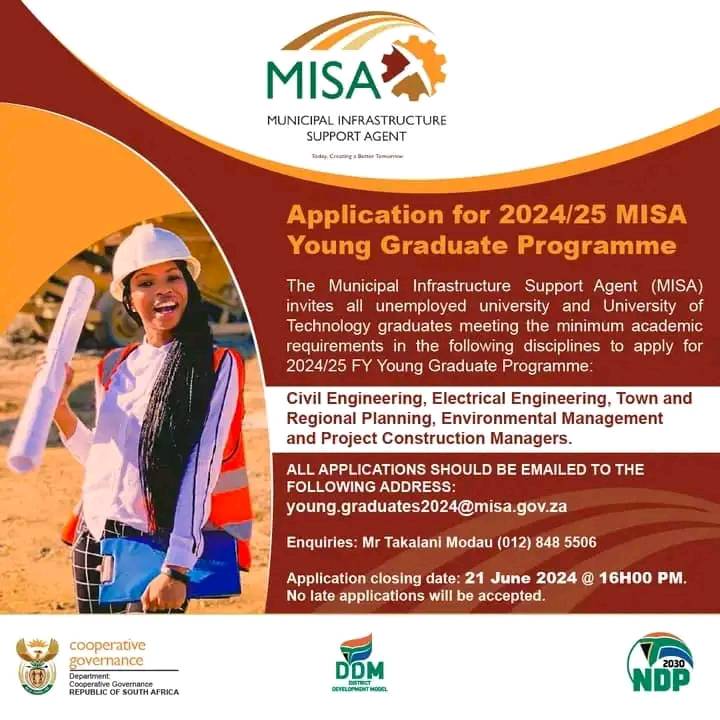 MISA
MUNICIPAL INFRASTRUCTURE
SUPPORT AGENT
Today, Creating a Better Tomorrow
Application for 2024/25 MISA
Young Graduate Programme
The Municipal Infrastructure Support Agent (MISA)
invites all unemployed university and University of
Technology graduates meeting the minimum academic
requirements in the following disciplines to apply for
2024/25 FY Young Graduate Programme:
Civil Engineering, Electrical Engineering, Town and
Regional Planning, Environmental Management
and Project Construction Managers.
ALL APPLICATIONS SHOULD BE EMAILED TO THE
FOLLOWING ADDRESS:
young.graduates2024@misa.gov.za
Enquiries: Mr Takalani Modau (012) 848 5506
Application closing date: 21 June 2024 @ 16H00 PM.
No late applications will be accepted.
cooperative
governance
Department:
Cooperative Governance
REPUBLIC OF SOUTH AFRICA
DDM
DISTRICT
DEVELOPMENT MODEL
2030
NDP